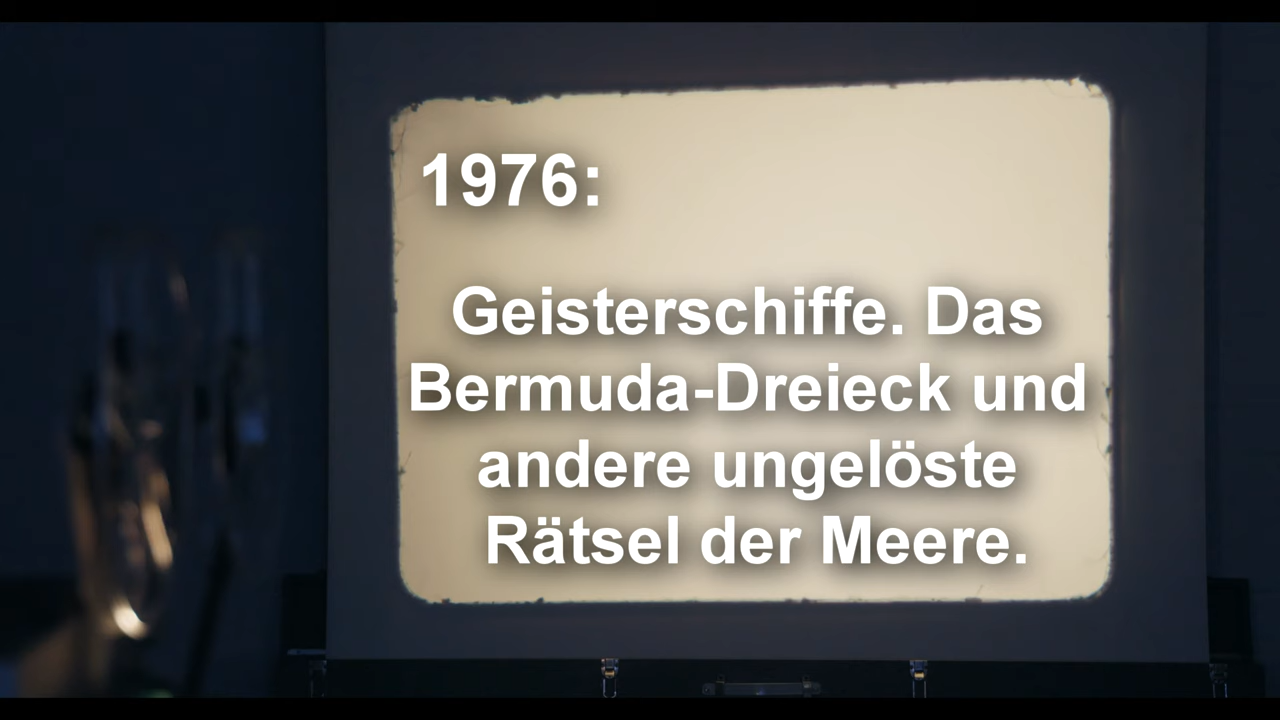 1976:
Geisterschiffe. Das
Bermuda-Dreieck und
andere ungelöste
Rätsel der Meere.